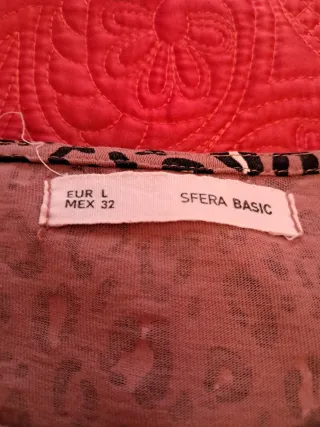 EUR L
MEX 32
SFERA BASIC